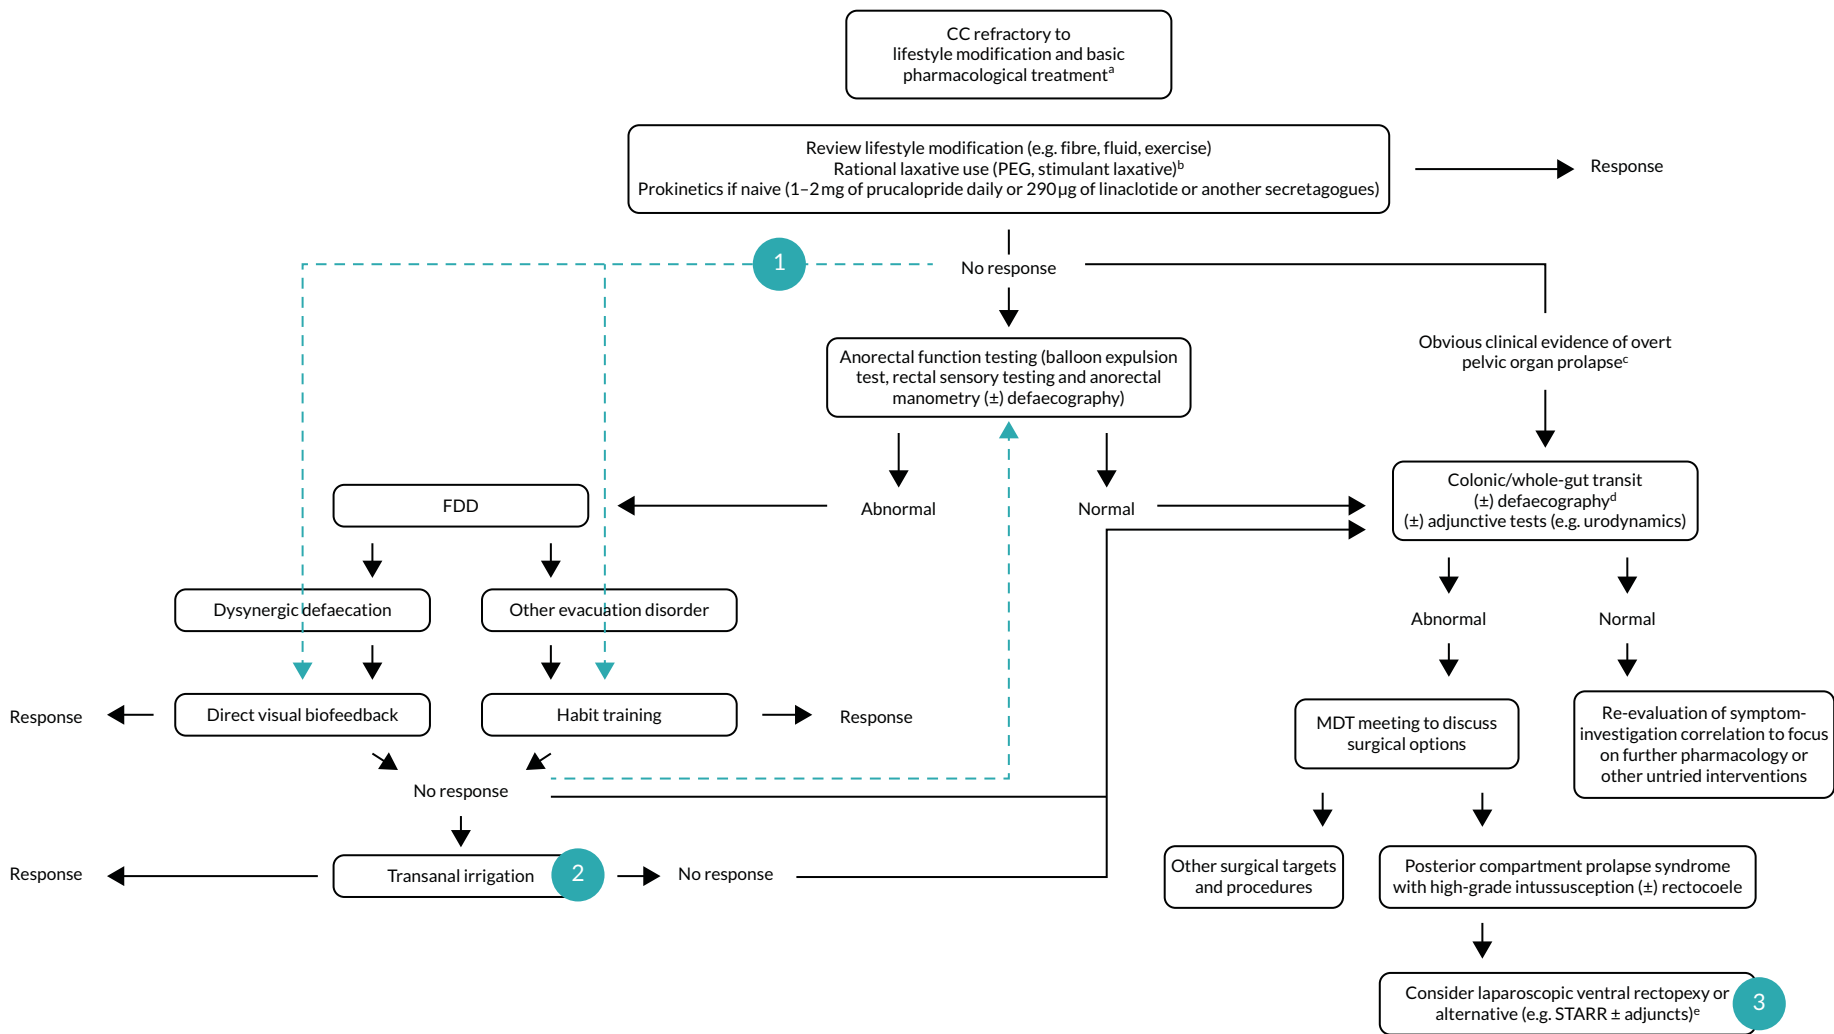 CC refractory to
lifestyle modification and basic
pharmacological treatmentᵃ
Review lifestyle modification (e.g. fibre, fluid, exercise)
Rational laxative use (PEG, stimulant laxative)ᵇ
Prokinetics if naive (1–2 mg of prucalopride daily or 290 µg of linaclotide or another secretagogues)
Response
1
No response
Anorectal function testing (balloon expulsion
test, rectal sensory testing and anorectal
manometry (±) defaecography)
Obvious clinical evidence of overt
pelvic organ prolapseᶜ
Colonic/whole-gut transit
(±) defaecographyᵈ
(±) adjunctive tests (e.g. urodynamics)
FDD
Abnormal
Normal
Dysynergic defaecation
Other evacuation disorder
Abnormal
Normal
Response
Direct visual biofeedback
Habit training
Response
MDT meeting to discuss
surgical options
Re-evaluation of symptom-
investigation correlation to focus
on further pharmacology or
other untried interventions
No response
Response
Transanal irrigation
2
No response
Other surgical targets
and procedures
Posterior compartment prolapse syndrome
with high-grade intussusception (±) rectocoele
Consider laparoscopic ventral rectopexy or
alternative (e.g. STARR ± adjuncts)ᵉ
3